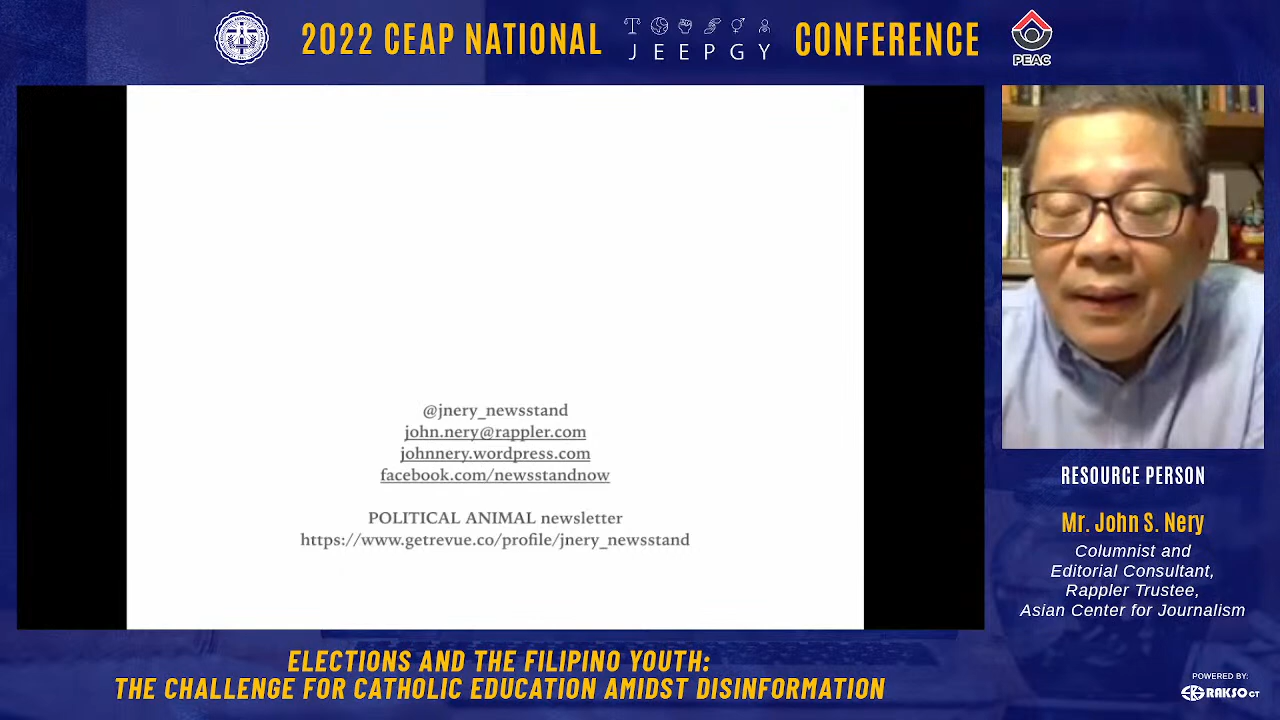 2022 CEAP NATIONAL JEEPGY CONFERENCE
PEAC
@jnery_newsstand
john.nery@rappler.com
johnnery.wordpress.com
facebook.com/newsstandnow
POLITICAL ANIMAL newsletter
https://www.getrevue.co/profile/jnery_newsstand
RESOURCE PERSON
Mr. John S. Nery
Columnist and
Editorial Consultant,
Rappler Trustee,
Asian Center for Journalism
ELECTIONS AND THE FILIPINO YOUTH:
THE CHALLENGE FOR CATHOLIC EDUCATION AMIDST DISINFORMATION
POWERED BY:
RAKSO CT